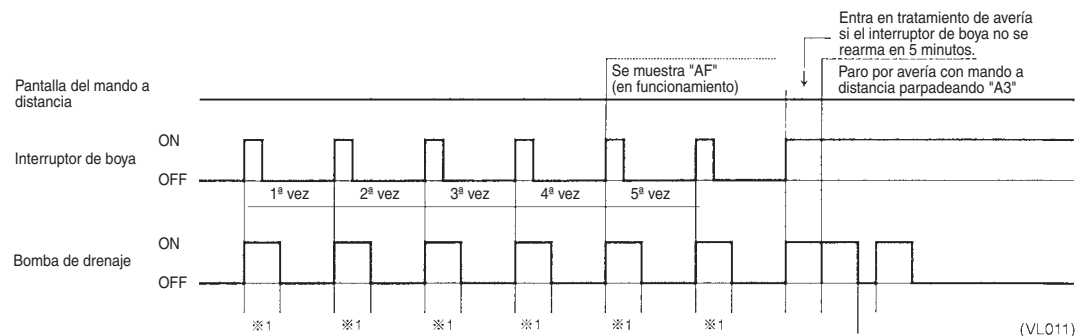 Entra en tratamiento de avería
si el interruptor de boya no se
rearma en 5 minutos.
Se muestra "AF"
(en funcionamiento)
Paro por avería con mando a
distancia parpadeando "A3"
Pantalla del mando a
distancia
Interruptor de boya
ON
OFF
1ª vez
2ª vez
3ª vez
4ª vez
5ª vez
Bomba de drenaje
ON
OFF
※1
※1
※1
※1
※1
※1
(VL011)